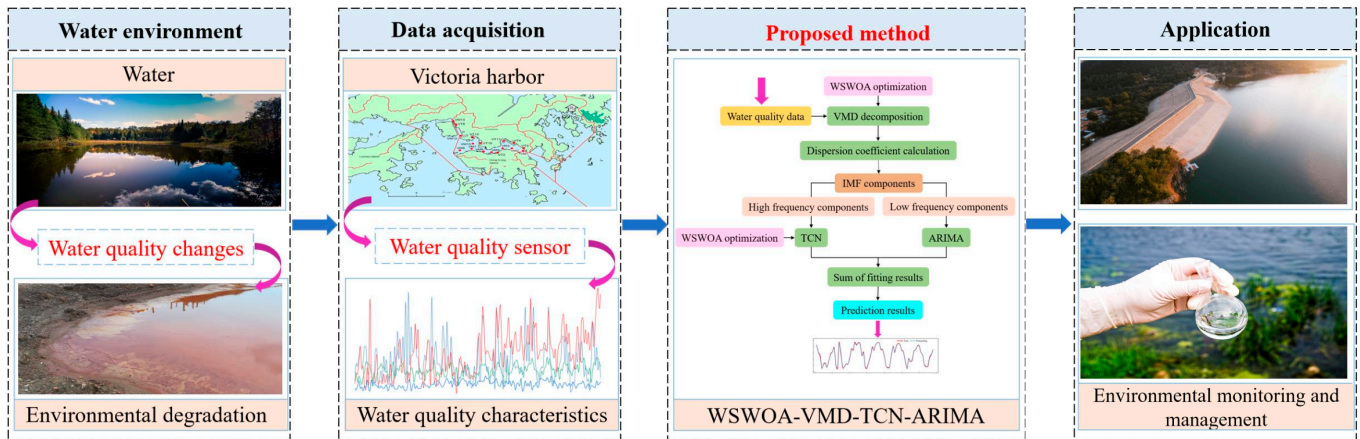 Water environment
Water
Water quality changes
Environmental degradation
Data acquisition
Victoria harbor
Water quality sensor
Water quality characteristics
Proposed method
WSWOA optimization
Water quality data
VMD decomposition
Dispersion coefficient calculation
IMF components
High frequency components
Low frequency components
WSWOA optimization
TCN
ARIMA
Sum of fitting results
Prediction results
WSWOA-VMD-TCN-ARIMA
Application
Environmental monitoring and
management